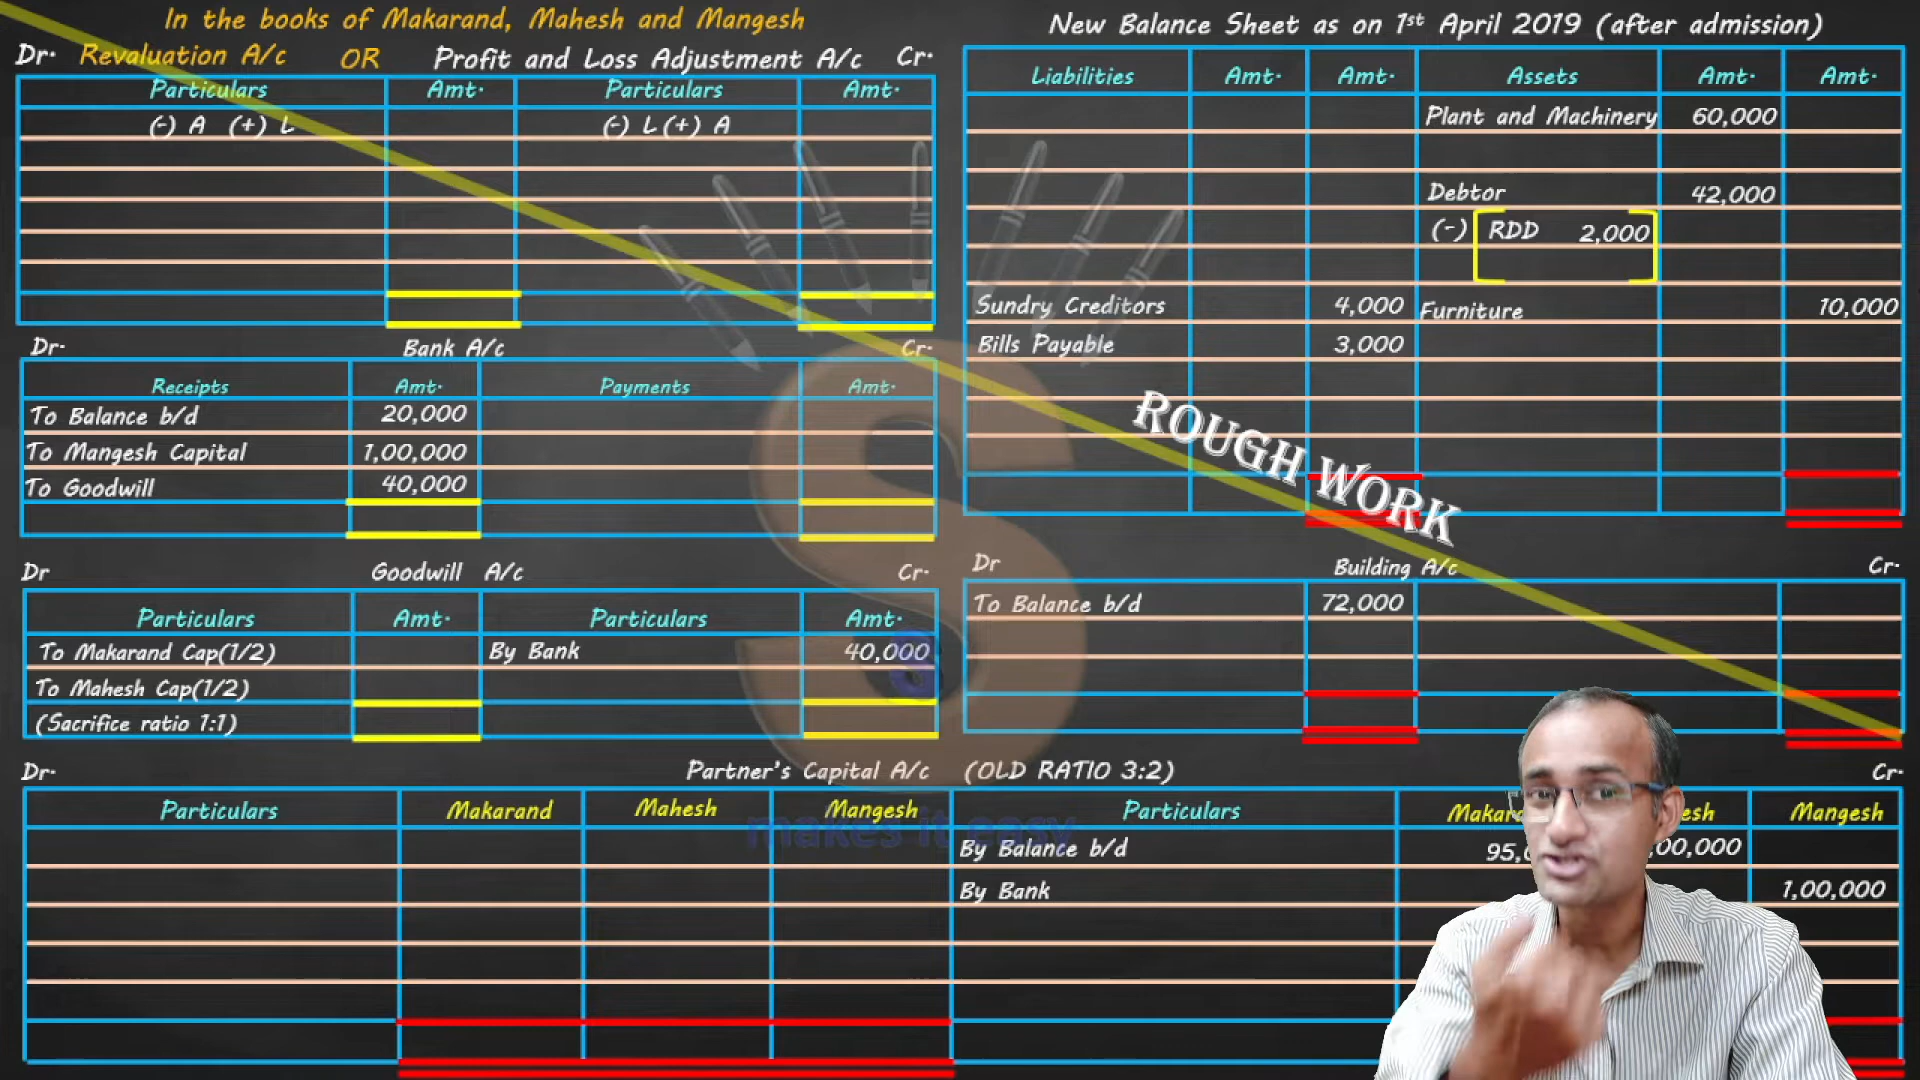 In the books of Makarand, Mahesh and Mangesh
Dr. Revaluation A/c OR Profit and Loss Adjustment A/c Cr.
Particulars Amt. Particulars Amt.
(-) A (+) L (-) L (+) A
Dr. Bank A/c Cr.
Receipts Amt. Payments Amt.
To Balance b/d 20,000
To Mangesh Capital 1,00,000
To Goodwill 40,000
Dr Goodwill A/c Cr.
Particulars Amt. Particulars Amt.
To Makarand Cap(1/2) By Bank 40,000
To Mahesh Cap(1/2)
(Sacrifice ratio 1:1)
New Balance Sheet as on 1st April 2019 (after admission)
Liabilities Amt. Amt. Assets Amt. Amt.
Plant and Machinery 60,000
Debtor 42,000
(-) RDD 2,000
Sundry Creditors 4,000 Furniture 10,000
Bills Payable 3,000
ROUGH WORK
Dr Building A/c Cr.
To Balance b/d 72,000
Dr. Partner's Capital A/c (OLD RATIO 3:2) Cr.
Particulars Makarand Mahesh Mangesh Particulars Mangesh
By Balance b/d
By Bank 1,00,000
S
makes it easy